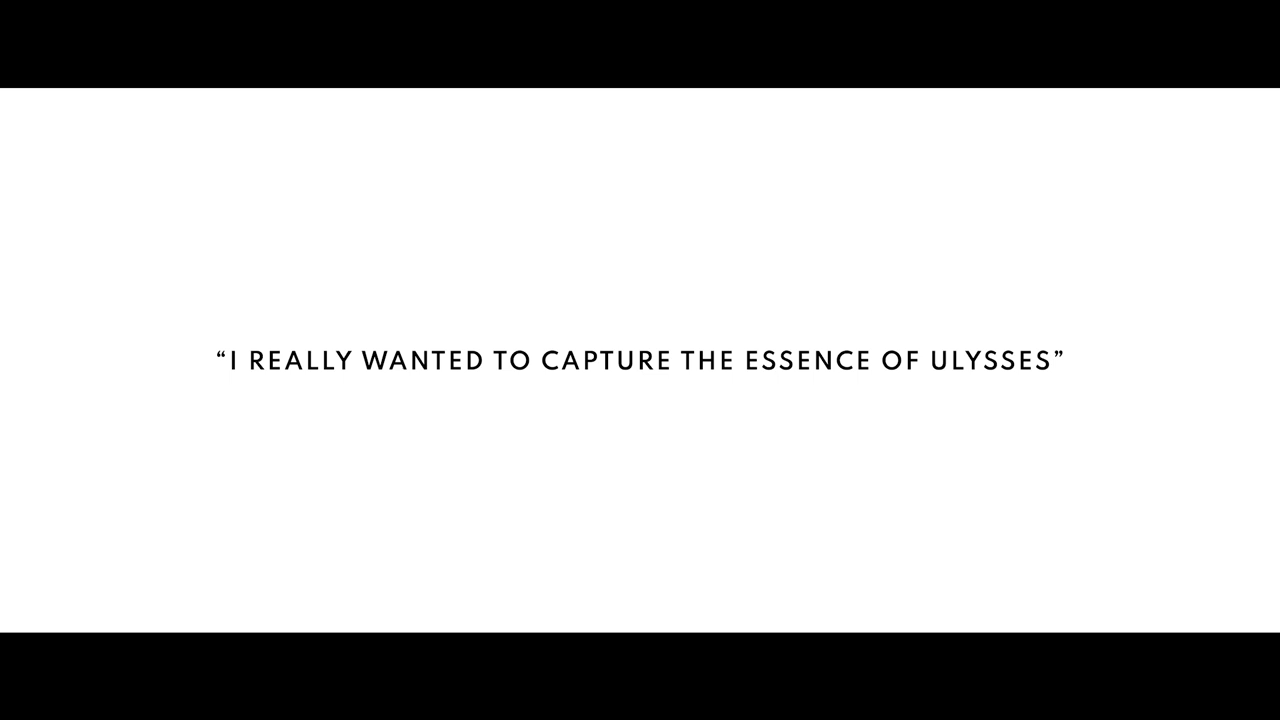 “I REALLY WANTED TO CAPTURE THE ESSENCE OF ULYSSES”